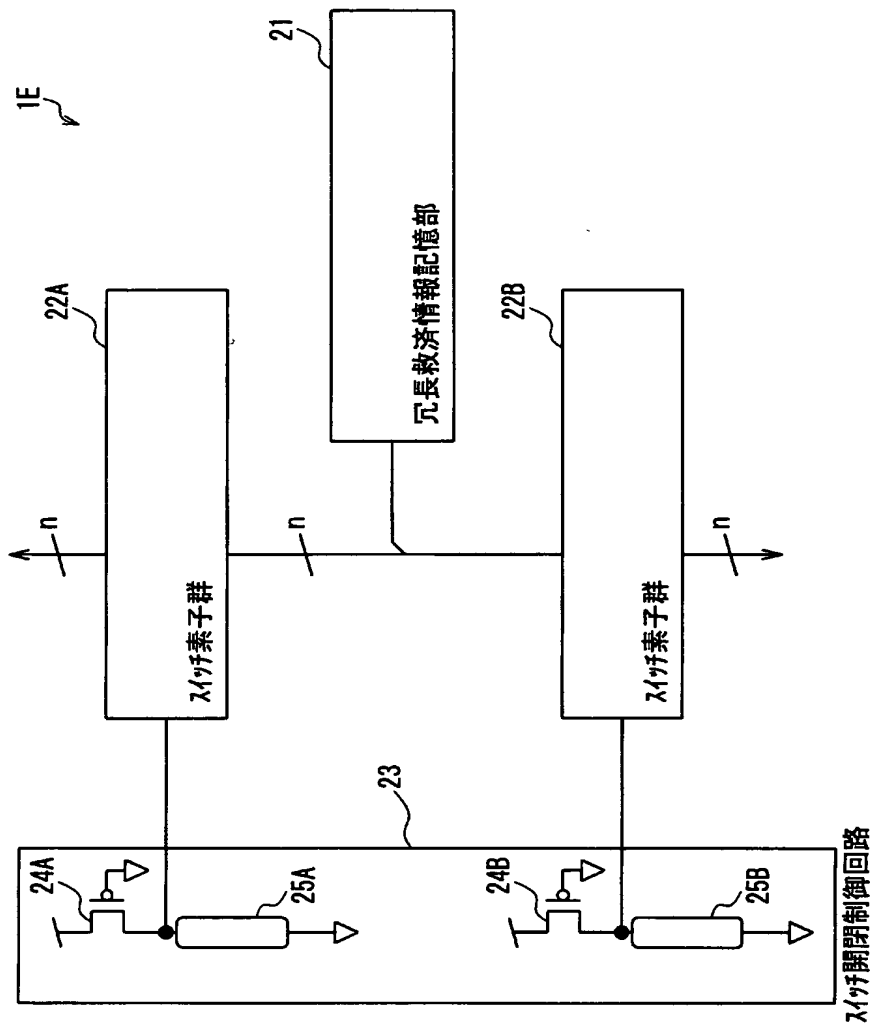 1E
22A
21
22B
n
n
n
スイッチ素子群
冗長救済情報記憶部
スイッチ素子群
23
24A
25A
24B
25B
スイッチ開閉制御回路